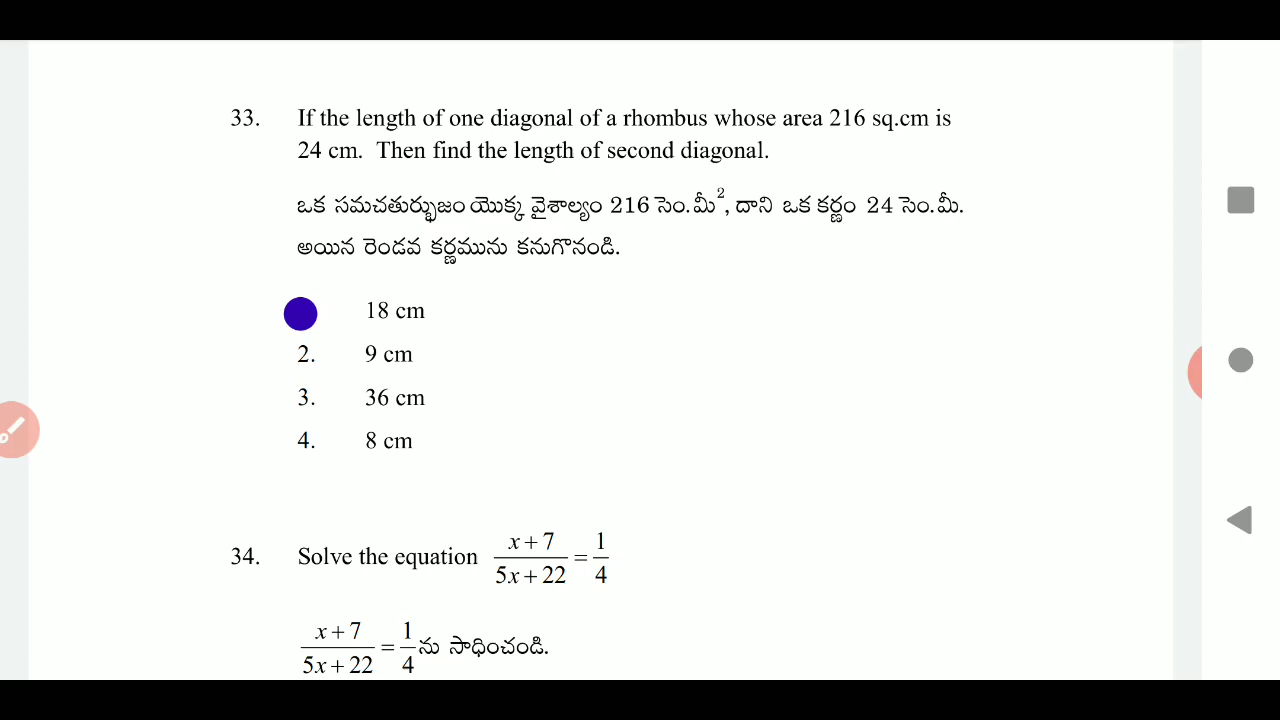 33. If the length of one diagonal of a rhombus whose area 216 sq.cm is
24 cm. Then find the length of second diagonal.
ఒక సమచతుర్భుజం యొక్క వైశాల్యం 216 సెం.మీ², దాని ఒక కర్ణం 24 సెం.మీ.
అయిన రెండవ కర్ణమును కనుగొనండి.
18 cm
2. 9 cm
3. 36 cm
4. 8 cm
34. Solve the equation (x + 7)/(5x + 22) = 1/4
(x + 7)/(5x + 22) = 1/4 ను సాధించండి.